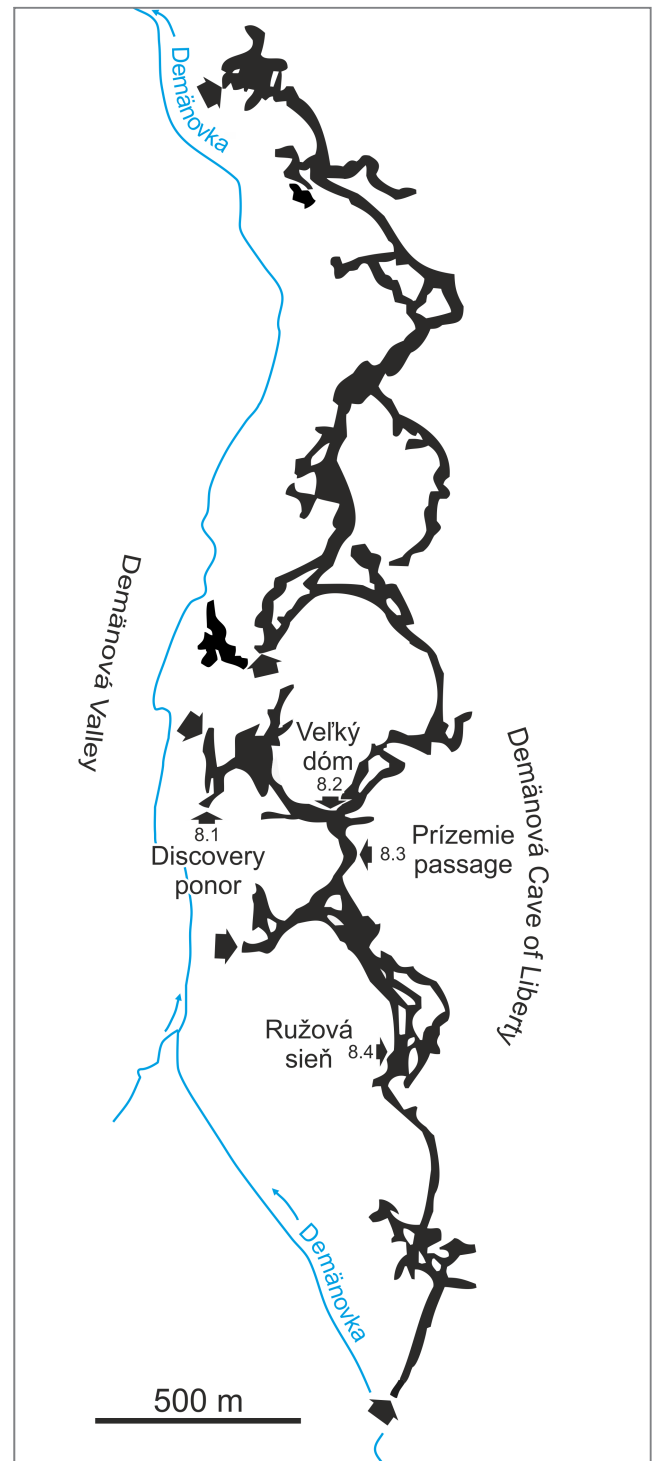 Demänovka
Demänová Valley
Veľký
dóm
8.2
8.1
Discovery
ponor
8.3
Prízemie
passage
Demänová Cave of Liberty
Ružová
sieň
8.4
Demänovka
500 m